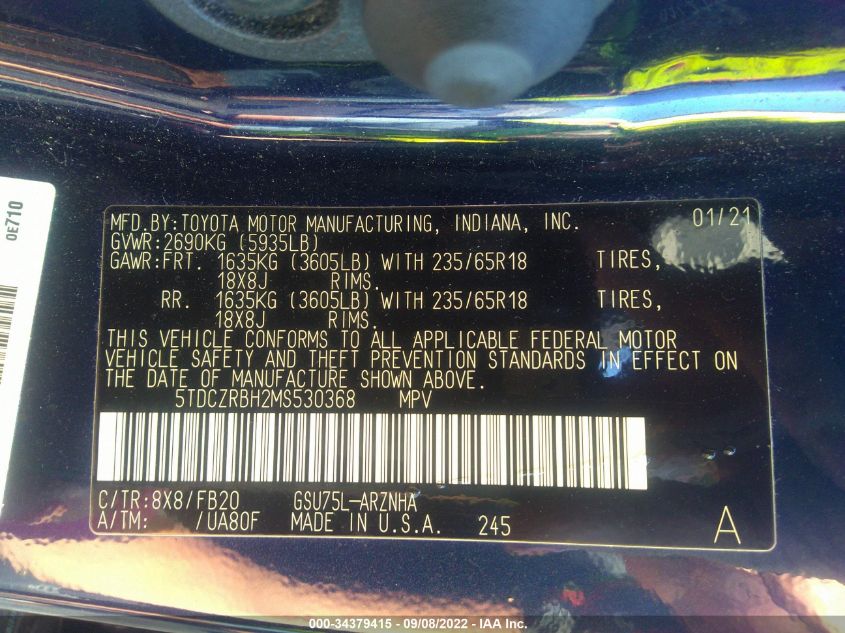 0E710
MFD.BY:TOYOTA MOTOR MANUFACTURING, INDIANA, INC. 01/21
GVWR:2690KG (5935LB)
GAWR:FRT. 1635KG (3605LB) WITH 235/65R18 TIRES,
18X8J RIMS.
RR. 1635KG (3605LB) WITH 235/65R18 TIRES,
18X8J RIMS.
THIS VEHICLE CONFORMS TO ALL APPLICABLE FEDERAL MOTOR
VEHICLE SAFETY AND THEFT PREVENTION STANDARDS IN EFFECT ON
THE DATE OF MANUFACTURE SHOWN ABOVE.
5TDCZRBH2MS530368 MPV
C/TR:8X8/FB20 GSU75L-ARZNHA
A/TM: /UA80F MADE IN U.S.A. 245 A
000-34379415 - 09/08/2022 - IAA Inc.